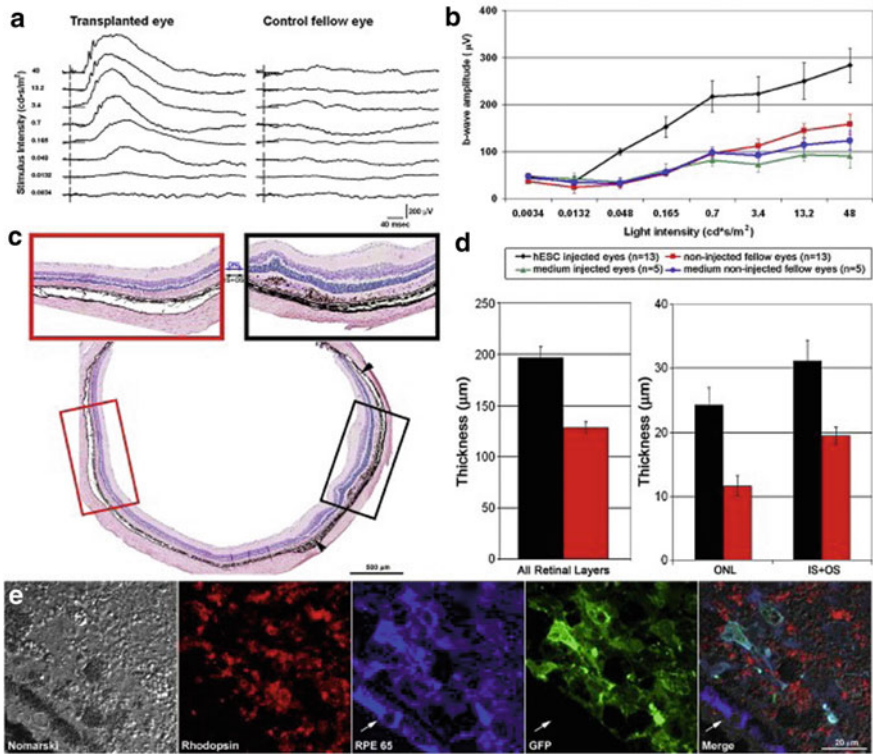 a
Transplanted eye
Control fellow eye
Stimulus Intensity (cd•s/m²)
40
13.2
3.4
0.7
0.165
0.048
0.0132
0.0034
200 µV
40 msec
b
b-wave amplitude (µV)
400
300
200
100
0
0.0034 0.0132 0.048 0.165 0.7 3.4 13.2 48
Light intensity (cd*s/m²)
hESC injected eyes (n=13)
non-injected fellow eyes (n=13)
medium injected eyes (n=5)
medium non-injected fellow eyes (n=5)
c
ONL
IS+OS
500 µm
d
Thickness (µm)
250
200
150
100
50
0
All Retinal Layers
Thickness (µm)
40
30
20
10
0
ONL
IS+OS
e
Nomarski
Rhodopsin
RPE 65
GFP
Merge
20 µm